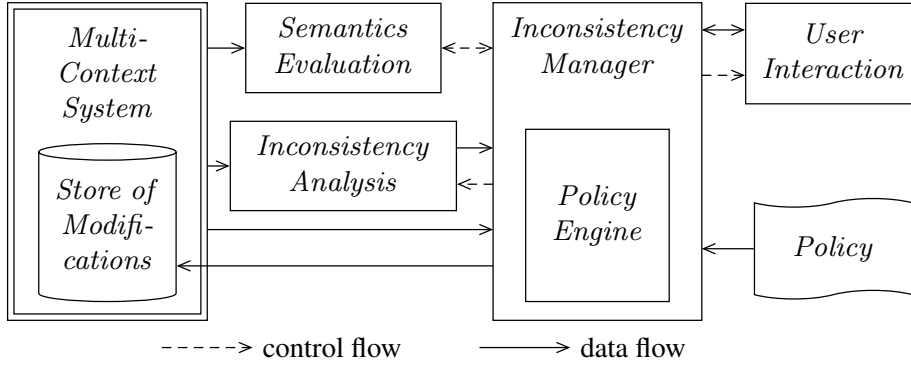 Multi-
Context
System
Store of
Modifi-
cations
Semantics
Evaluation
Inconsistency
Analysis
Inconsistency
Manager
Policy
Engine
User
Interaction
Policy
control flow
data flow